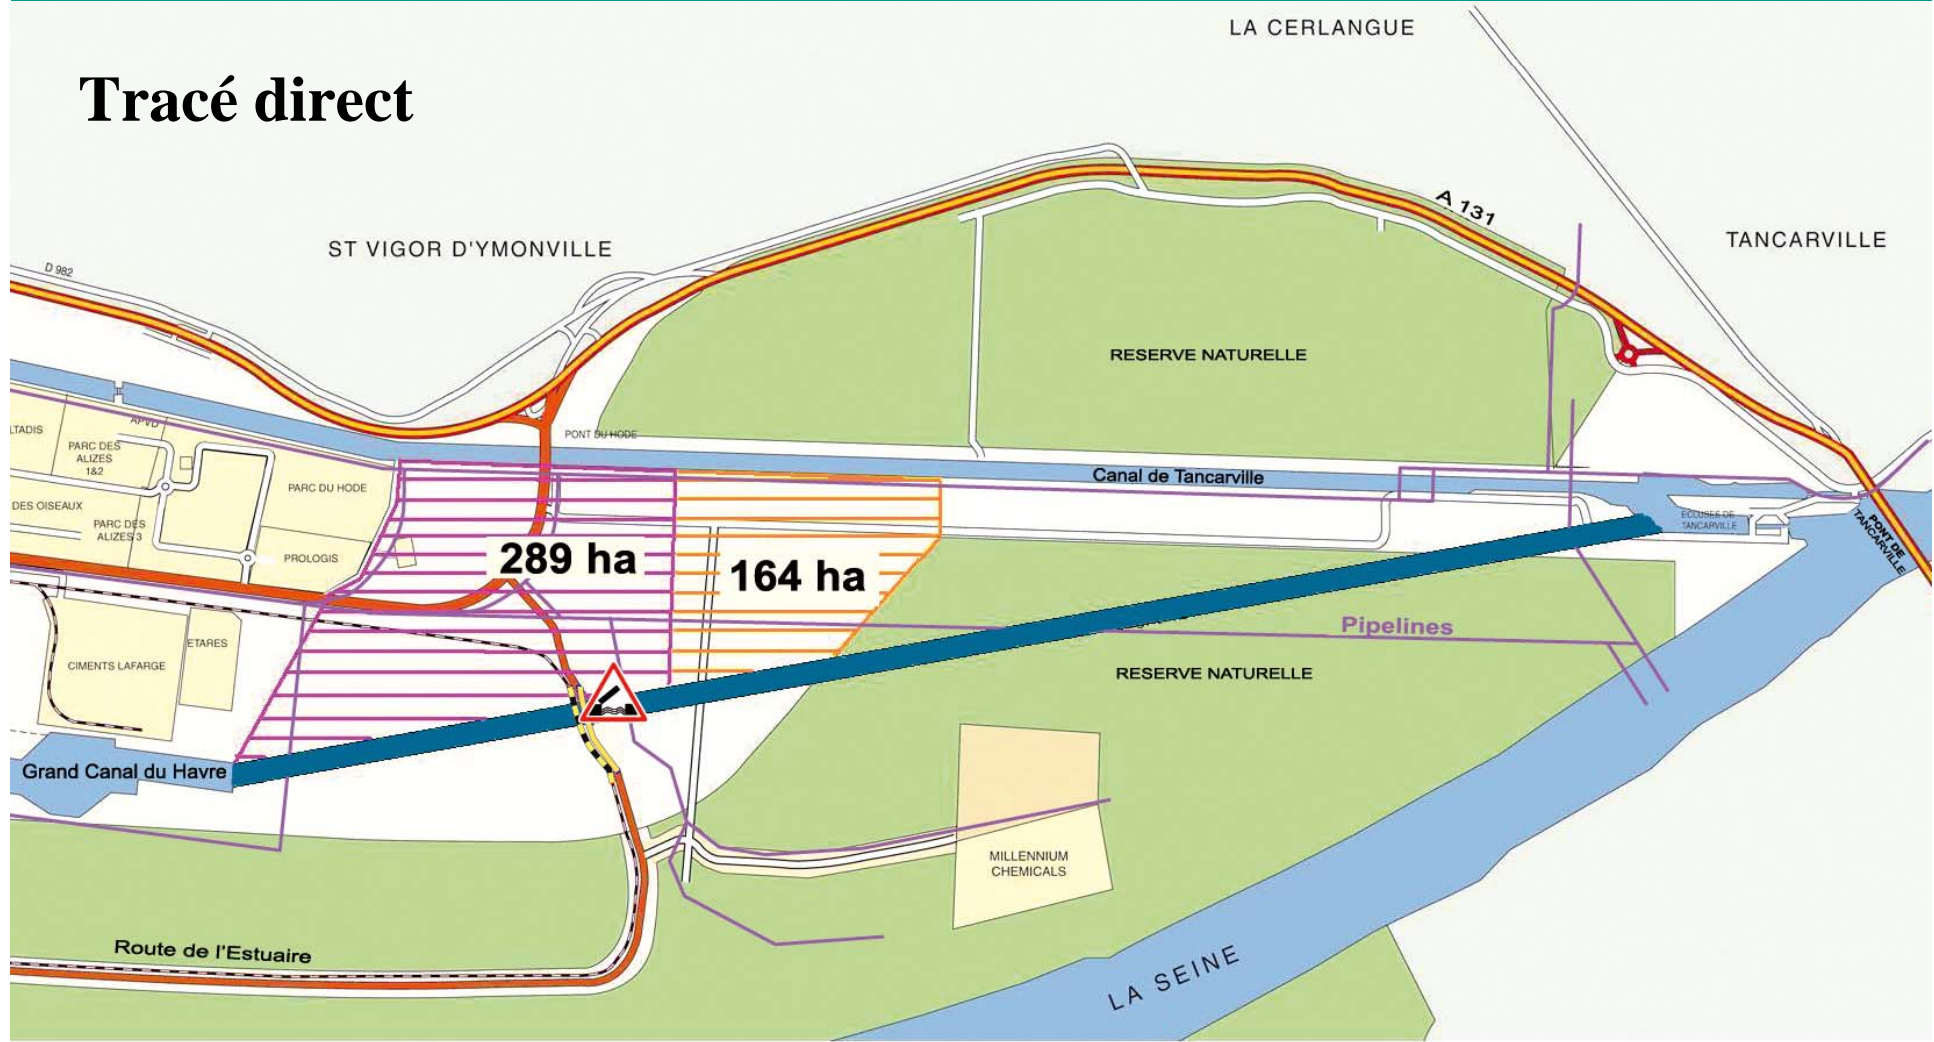 LA CERLANGUE
Tracé direct
A 131
TANCARVILLE
ST VIGOR D'YMONVILLE
D 982
RESERVE NATURELLE
LTADIS
APVD
PARC DES
ALIZES
1&2
PONT DU HODE
Canal de Tancarville
PARC DU HODE
DES OISEAUX
PARC DES
ALIZES 3
ECLUSES DE
TANCARVILLE
PONT DE
TANCARVILLE
PROLOGIS
289 ha
164 ha
Pipelines
ETARES
CIMENTS LAFARGE
RESERVE NATURELLE
Grand Canal du Havre
MILLENNIUM
CHEMICALS
Route de l'Estuaire
LA SEINE